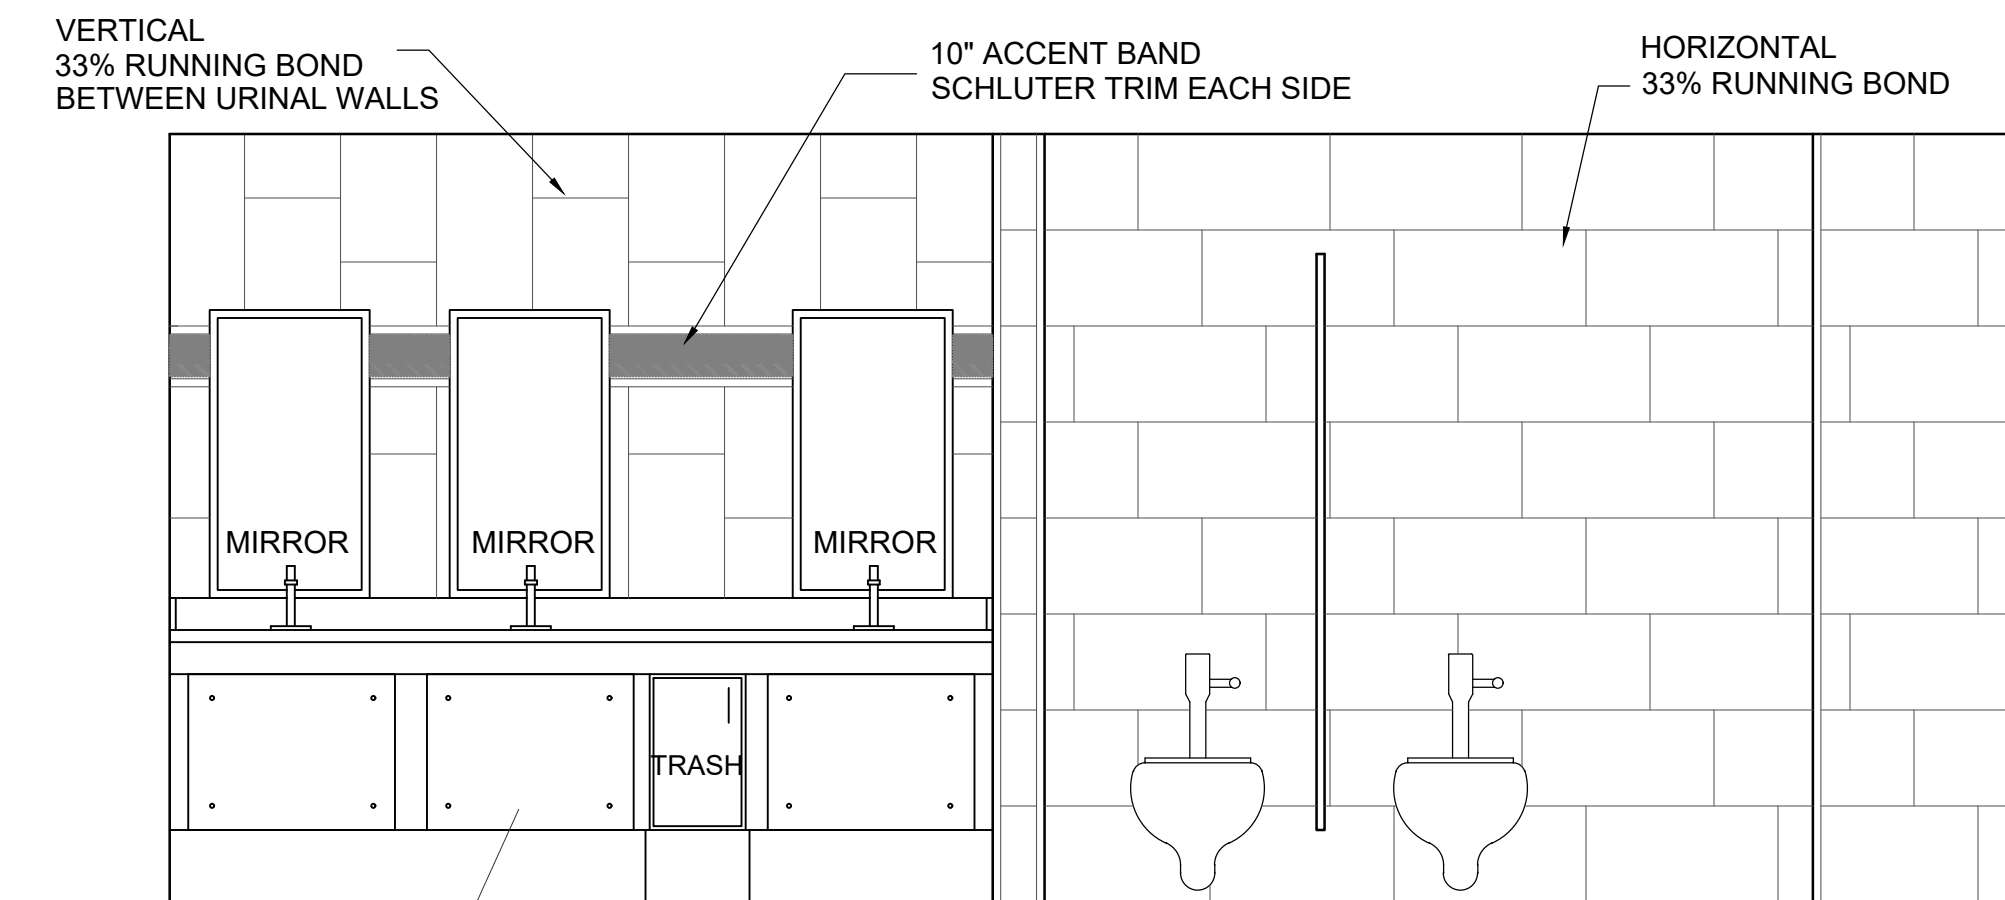 VERTICAL
33% RUNNING BOND
BETWEEN URINAL WALLS
10" ACCENT BAND
SCHLUTER TRIM EACH SIDE
HORIZONTAL
33% RUNNING BOND
MIRROR
MIRROR
MIRROR
TRASH